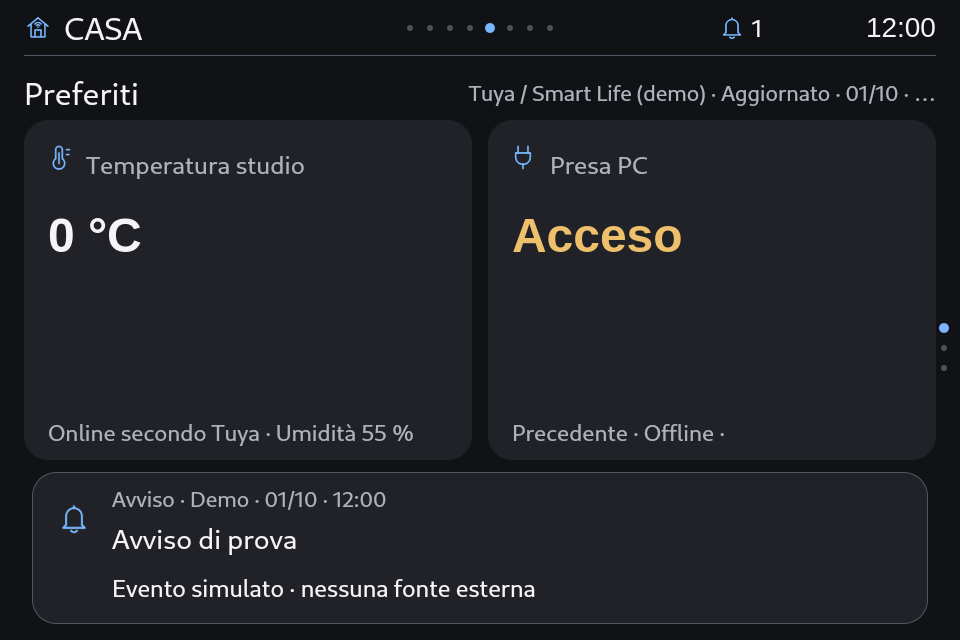 CASA
1
12:00
Preferiti
Tuya / Smart Life (demo) · Aggiornato · 01/10 · ...
Temperatura studio
0 °C
Online secondo Tuya · Umidità 55 %
Presa PC
Acceso
Precedente · Offline ·
Avviso · Demo · 01/10 · 12:00
Avviso di prova
Evento simulato · nessuna fonte esterna